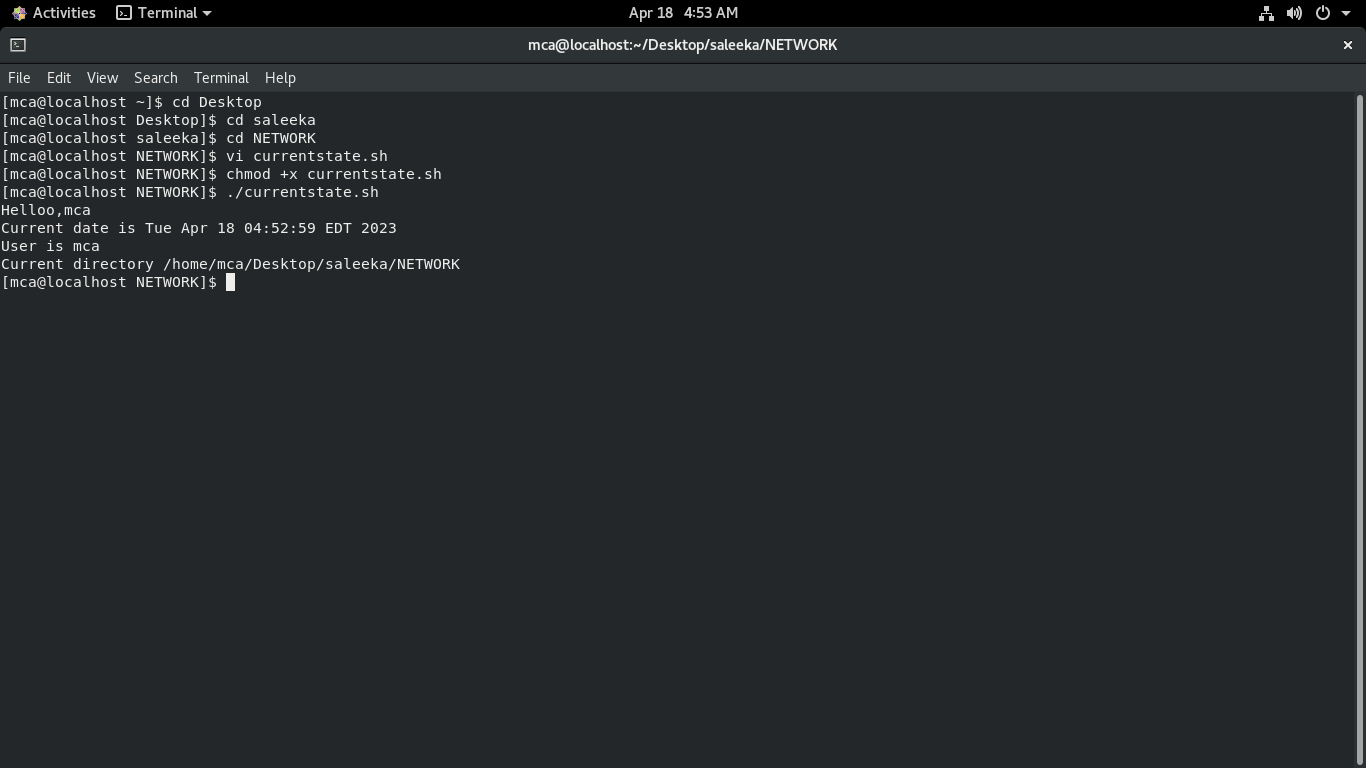 Activities Terminal Apr 18 4:53 AM
mca@localhost:~/Desktop/saleeka/NETWORK
File Edit View Search Terminal Help
[mca@localhost ~]$ cd Desktop
[mca@localhost Desktop]$ cd saleeka
[mca@localhost saleeka]$ cd NETWORK
[mca@localhost NETWORK]$ vi currentstate.sh
[mca@localhost NETWORK]$ chmod +x currentstate.sh
[mca@localhost NETWORK]$ ./currentstate.sh
Helloo,mca
Current date is Tue Apr 18 04:52:59 EDT 2023
User is mca
Current directory /home/mca/Desktop/saleeka/NETWORK
[mca@localhost NETWORK]$